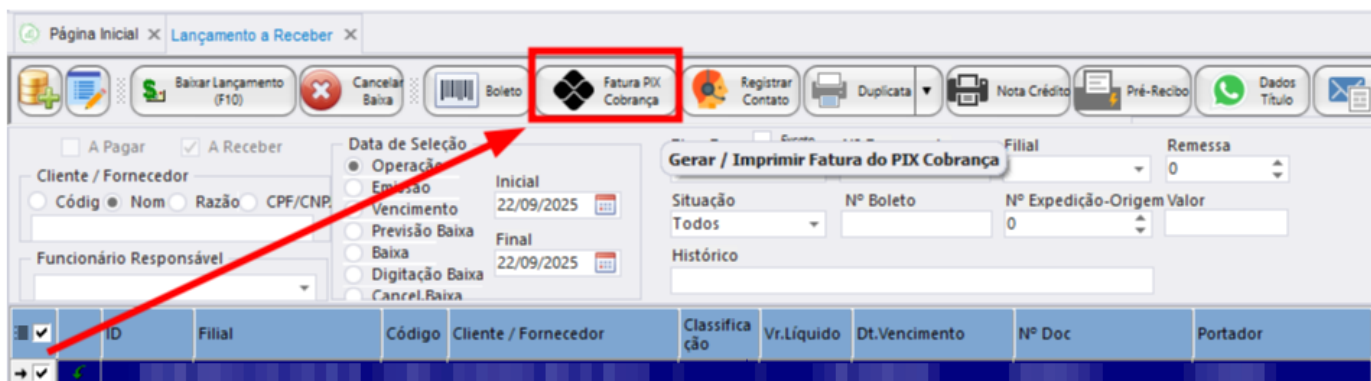 Página Inicial
Lançamento a Receber
Baixar Lançamento
(F10)
Cancelar
Baixa
Boleto
Fatura PIX
Cobrança
Registrar
Contato
Duplicata
Nota Crédito
Pré-Recibo
Dados
Título
A Pagar
A Receber
Cliente / Fornecedor
Códig
Nom
Razão
CPF/CNP.
Funcionário Responsável
Data de Seleção
Operação
Emissão
Vencimento
Previsão Baixa
Baixa
Digitação Baixa
Cancel.Baixa
Inicial
22/09/2025
Final
22/09/2025
Gerar / Imprimir Fatura do PIX Cobrança
Filial
Remessa
0
Situação
Todos
Nº Boleto
Nº Expedição-Origem
0
Valor
Histórico
ID
Filial
Código
Cliente / Fornecedor
Classifica
ção
Vr.Líquido
Dt.Vencimento
Nº Doc
Portador